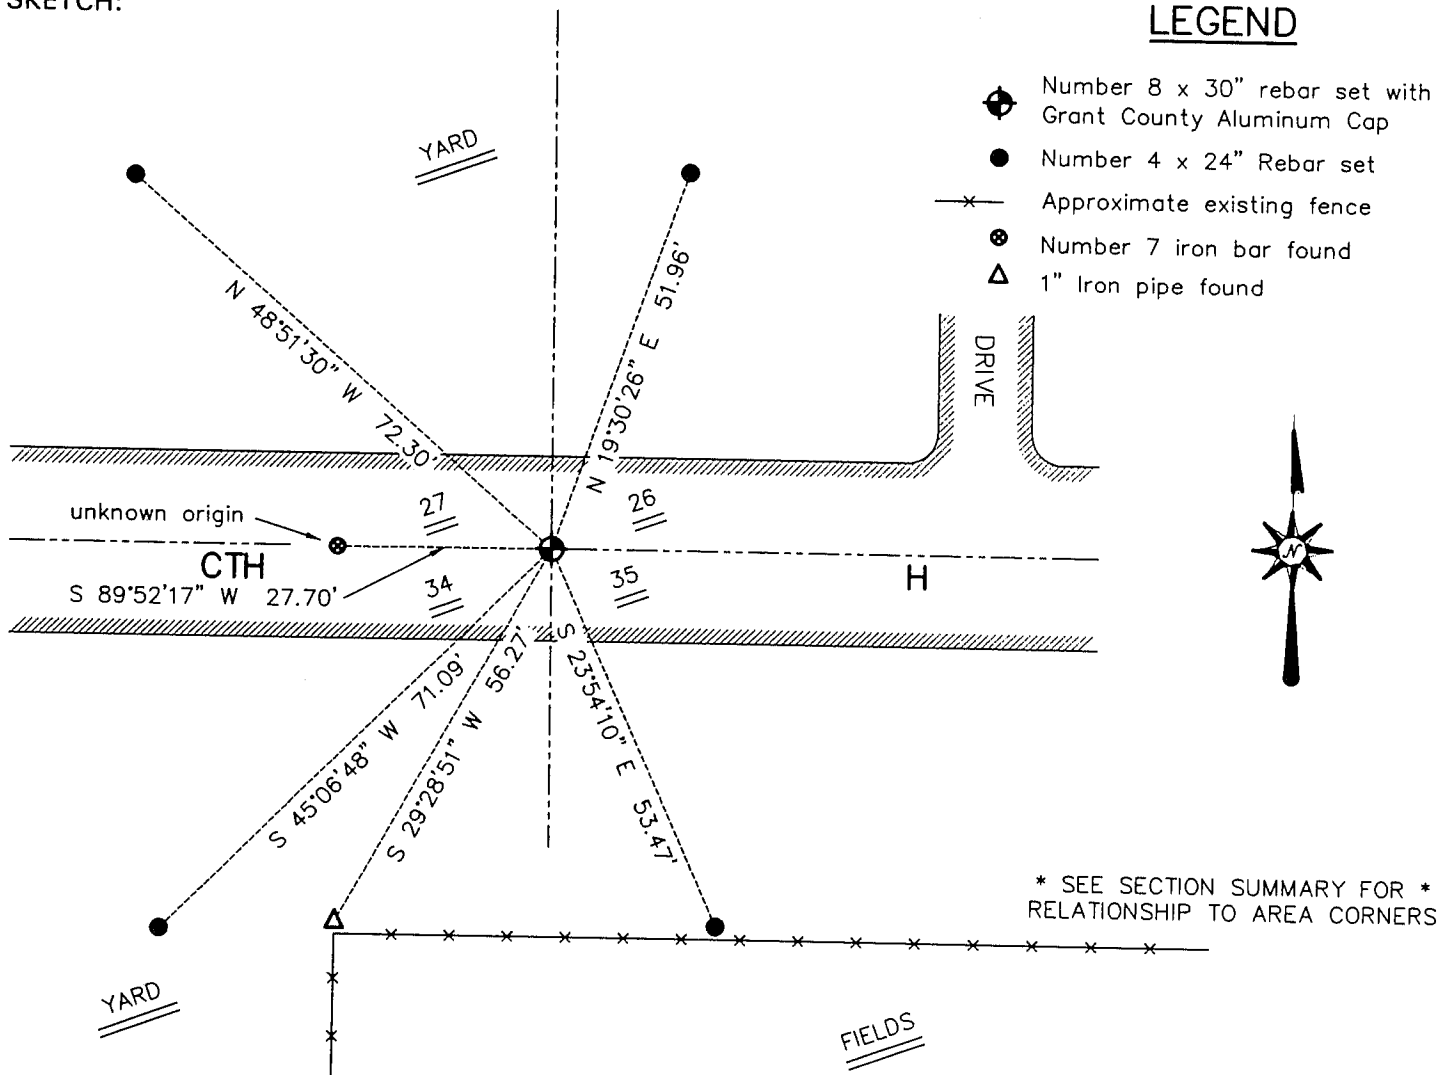 SKETCH:
LEGEND
Number 8 x 30" rebar set with
Grant County Aluminum Cap
Number 4 x 24" Rebar set
Approximate existing fence
Number 7 iron bar found
1" Iron pipe found
YARD
N 48°51'30" W 72.30'
N 19°30'26" E 51.96'
DRIVE
27
26
unknown origin
CTH
H
S 89°52'17" W 27.70'
34
35
N
S 45°06'48" W 71.09'
S 29°28'51" W 56.27'
S 23°54'10" E 53.47'
* SEE SECTION SUMMARY FOR *
RELATIONSHIP TO AREA CORNERS
YARD
FIELDS